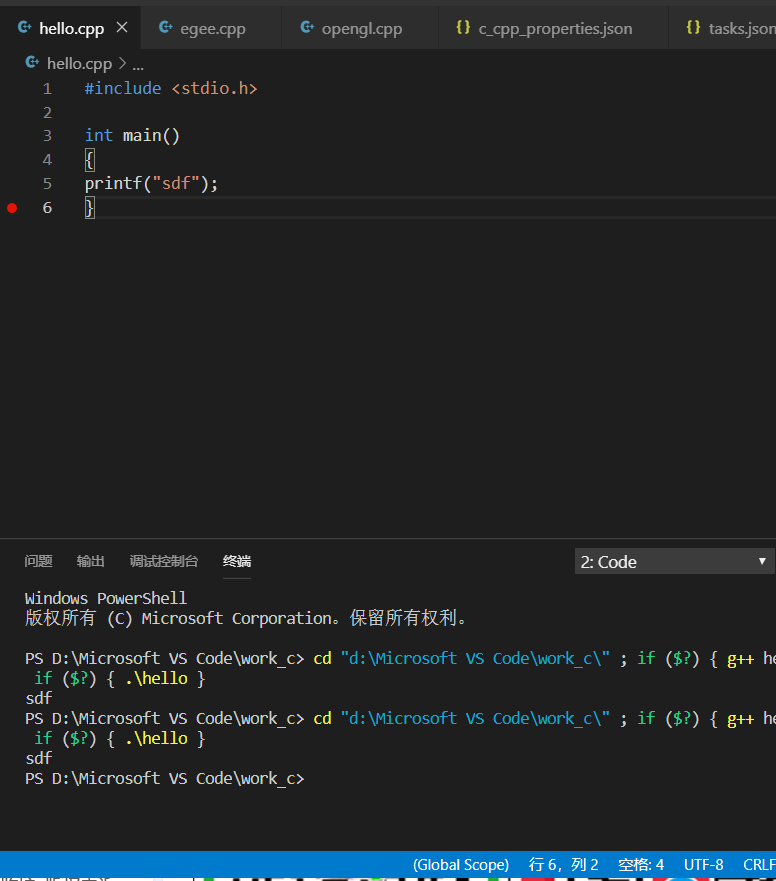 hello.cpp egee.cpp opengl.cpp {} c_cpp_properties.json {} tasks.json
hello.cpp > ...
1 #include <stdio.h>
2
3 int main()
4 {
5 printf("sdf");
6 }
问题 输出 调试控制台 终端 2: Code
Windows PowerShell
版权所有 (C) Microsoft Corporation。保留所有权利。
PS D:\Microsoft VS Code\work_c> cd "d:\Microsoft VS Code\work_c\" ; if ($?) { g++ he
if ($?) { .\hello }
sdf
PS D:\Microsoft VS Code\work_c> cd "d:\Microsoft VS Code\work_c\" ; if ($?) { g++ he
if ($?) { .\hello }
sdf
PS D:\Microsoft VS Code\work_c>
(Global Scope) 行 6，列 2 空格: 4 UTF-8 CRLF